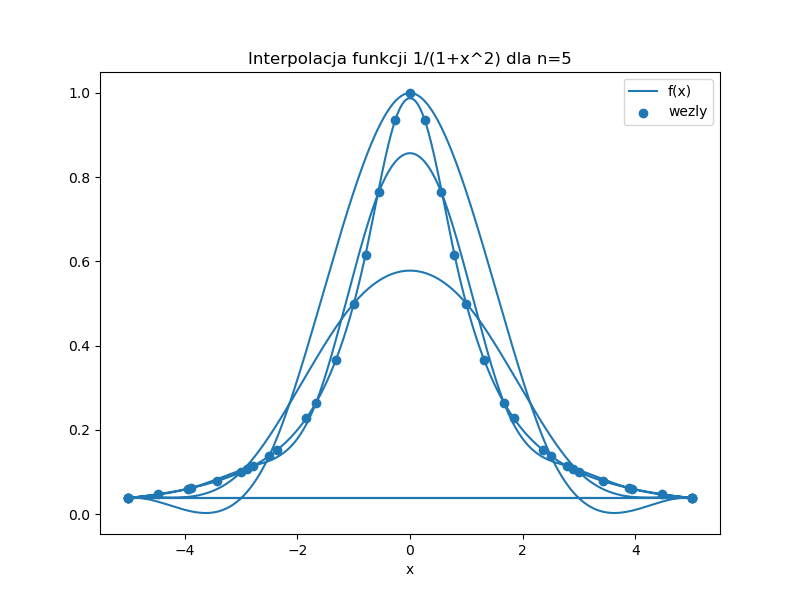 Interpolacja funkcji 1/(1+x^2) dla n=5
1.0
0.8
0.6
0.4
0.2
0.0
f(x)
wezly
−4
−2
0
2
4
x